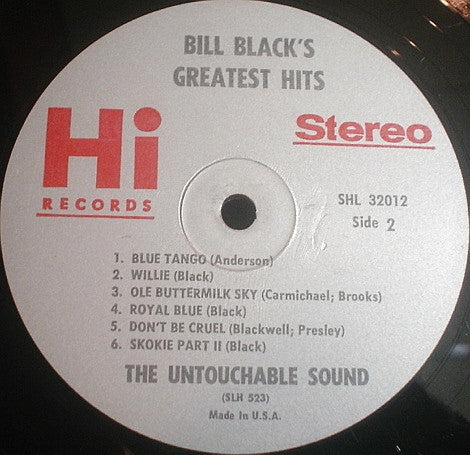 BILL BLACK'S
GREATEST HITS
Hi
RECORDS
Stereo
SHL 32012
Side 2
1. BLUE TANGO (Anderson)
2. WILLIE (Black)
3. OLE BUTTERMILK SKY (Carmichael; Brooks)
4. ROYAL BLUE (Black)
5. DON'T BE CRUEL (Blackwell; Presley)
6. SKOKIE PART II (Black)
THE UNTOUCHABLE SOUND
(SLH 523)
Made in U.S.A.